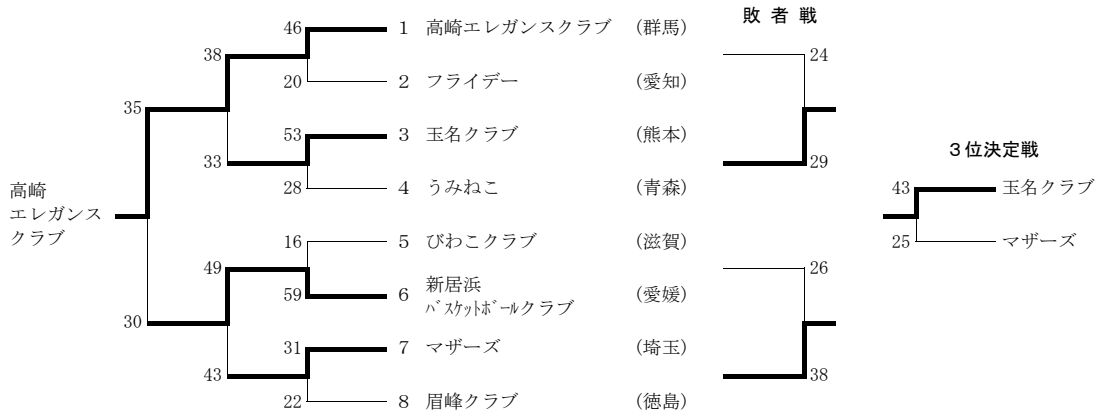 敗者戦
46 1 高崎エレガンスクラブ (群馬) 24
38
20 2 フライデー (愛知)
35
53 3 玉名クラブ (熊本)
33 29
3位決定戦
28 4 うみねこ (青森)
43 玉名クラブ
高崎
エレガンス
クラブ
16 5 びわこクラブ (滋賀)
25 マザーズ
49 26
新居浜
59 6 バスケットボールクラブ (愛媛)
30
31 7 マザーズ (埼玉)
43 38
22 8 眉峰クラブ (徳島)